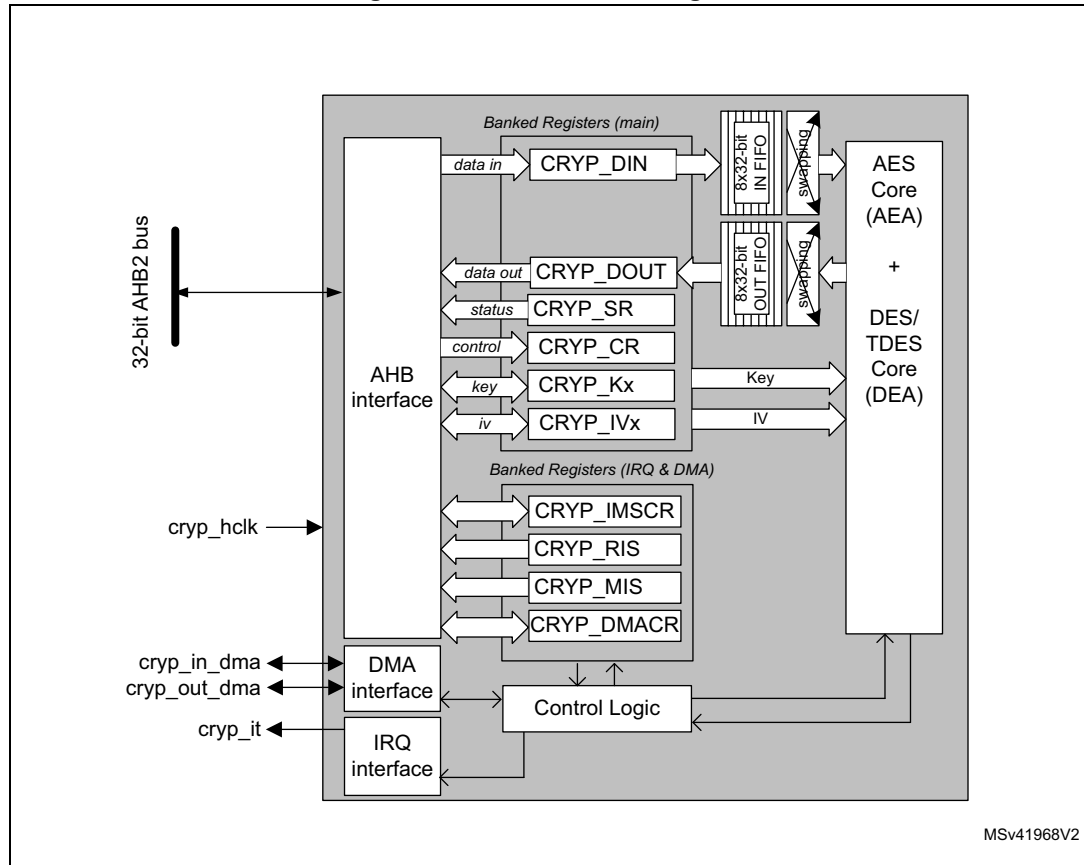 Banked Registers (main)
data in
CRYP_DIN
8x32-bit
IN FIFO
swapping
AES
Core
(AEA)
+
DES/
TDES
Core
(DEA)
32-bit AHB2 bus
data out
CRYP_DOUT
8x32-bit
OUT FIFO
swapping
status
CRYP_SR
control
CRYP_CR
AHB
interface
key
CRYP_Kx
Key
iv
CRYP_IVx
IV
Banked Registers (IRQ & DMA)
CRYP_IMSCR
cryp_hclk
CRYP_RIS
CRYP_MIS
CRYP_DMACR
cryp_in_dma
cryp_out_dma
DMA
interface
Control Logic
cryp_it
IRQ
interface
MSv41968V2